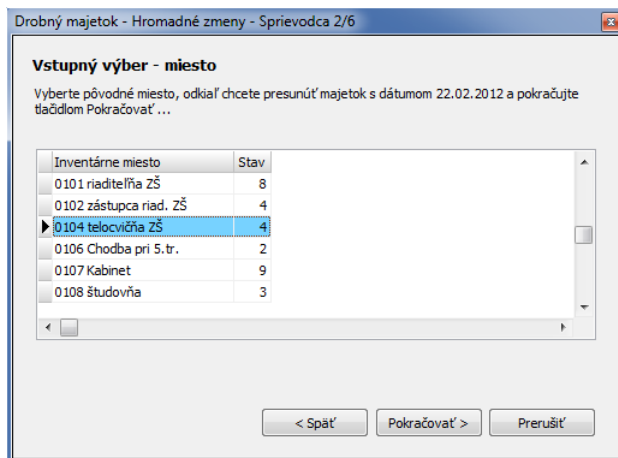 Drobný majetok - Hromadné zmeny - Sprievodca 2/6
Vstupný výber - miesto
Vyberte pôvodné miesto, odkiaľ chcete presunúť majetok s dátumom 22.02.2012 a pokračujte
tlačidlom Pokračovať ...
Inventárne miesto Stav
0101 riaditeľňa ZŠ 8
0102 zástupca riad. ZŠ 4
0104 telocvičňa ZŠ 4
0106 Chodba pri 5.tr. 2
0107 Kabinet 9
0108 študovňa 3
< Späť Pokračovať > Prerušiť